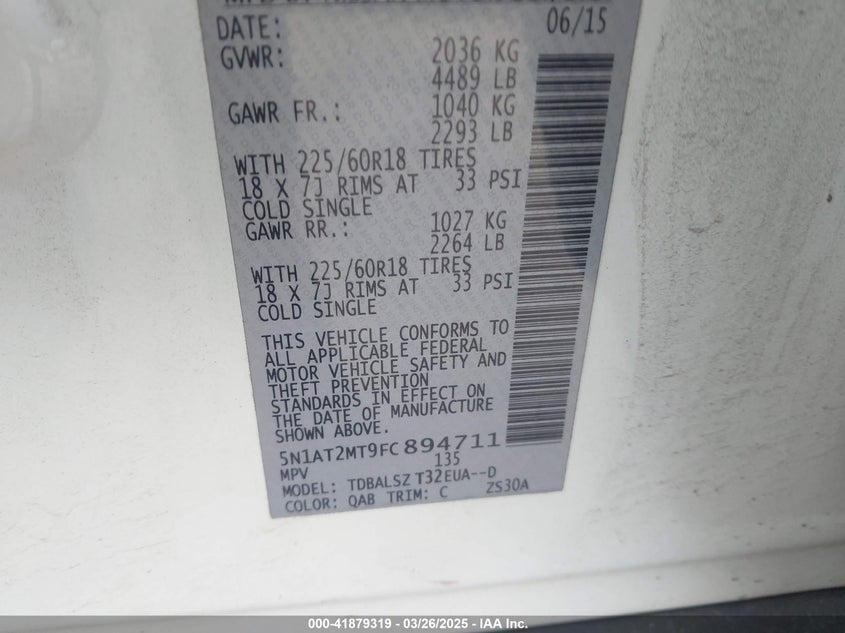 DATE: 06/15
GVWR: 2036 KG
4489 LB
GAWR FR.: 1040 KG
2293 LB
WITH 225/60R18 TIRES
18 X 7J RIMS AT 33 PSI
COLD SINGLE
GAWR RR.: 1027 KG
2264 LB
WITH 225/60R18 TIRES
18 X 7J RIMS AT 33 PSI
COLD SINGLE
THIS VEHICLE CONFORMS TO
ALL APPLICABLE FEDERAL
MOTOR VEHICLE SAFETY AND
THEFT PREVENTION
STANDARDS IN EFFECT ON
THE DATE OF MANUFACTURE
SHOWN ABOVE.
5N1AT2MT9FC894711
MPV 135
MODEL: TDBALSZ T32EUA--D
COLOR: QAB TRIM: C ZS30A
000-41879319 - 03/26/2025 - IAA Inc.